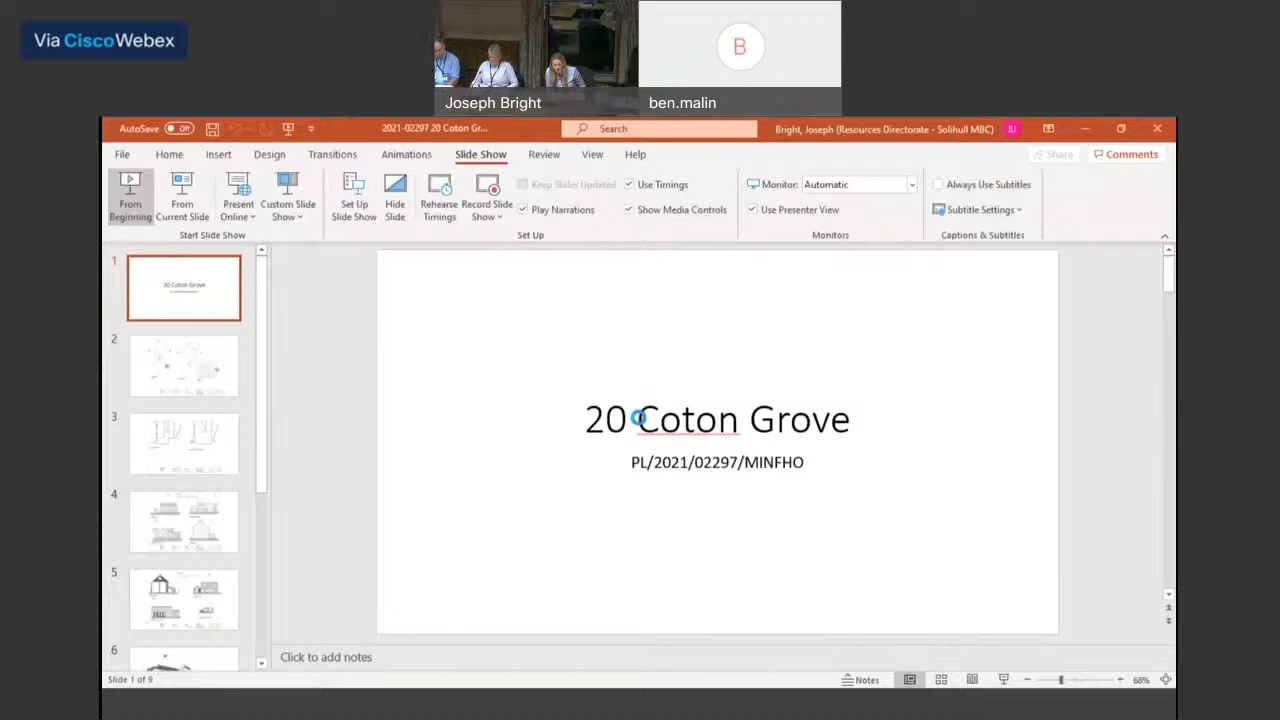 Via Cisco Webex
Joseph Bright
B
ben.malin
AutoSave Off
2021-02297 20 Coton Gr...
Search
Bright, Joseph (Resources Directorate - Solihull MBC)
BJ
File Home Insert Design Transitions Animations Slide Show Review View Help
Share Comments
From Beginning
From Current Slide
Present Online
Custom Slide Show
Start Slide Show
Set Up Slide Show
Hide Slide
Rehearse Timings
Record Slide Show
Keep Slides Updated
Use Timings
Play Narrations
Show Media Controls
Set Up
Monitor: Automatic
Use Presenter View
Monitors
Always Use Subtitles
Subtitle Settings
Captions & Subtitles
1
20 Coton Grove
2
3
4
5
6
20 Coton Grove
PL/2021/02297/MINFHO
Click to add notes
Slide 1 of 9
Notes
68%